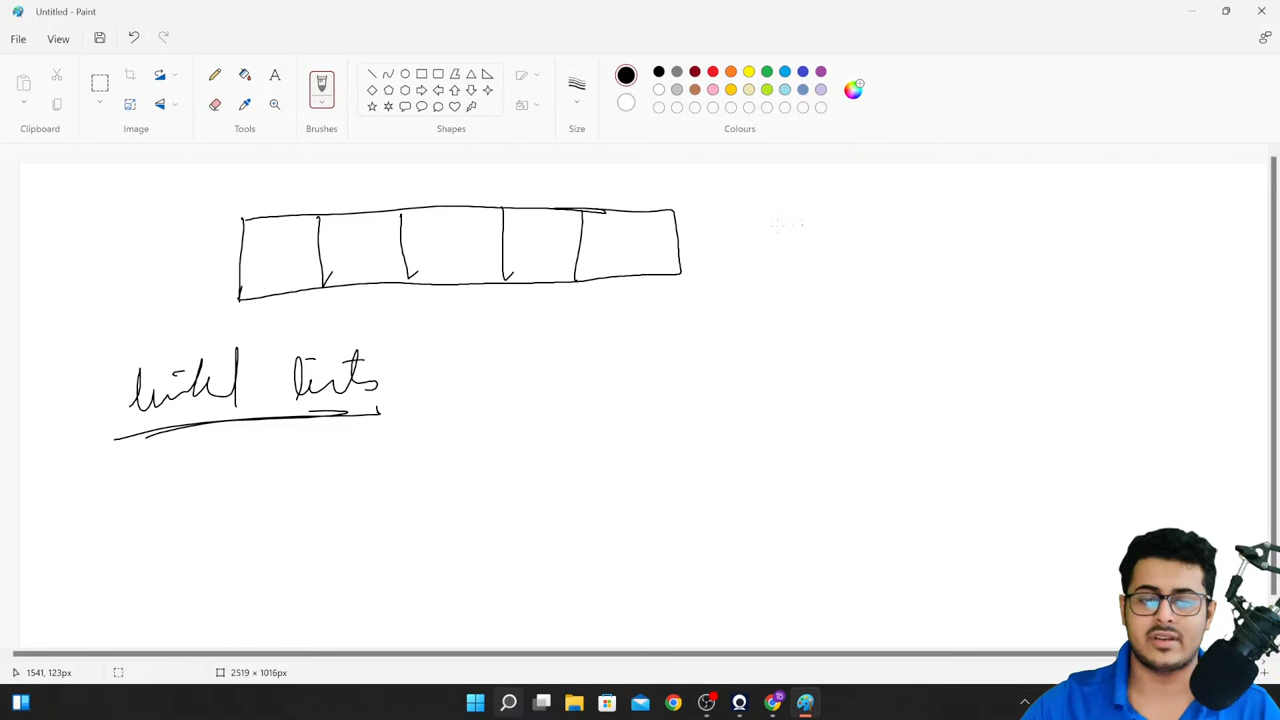 Untitled - Paint
File
View
Clipboard
Image
Tools
Brushes
Shapes
Size
Colours
linked lists
1541, 123px
2519 × 1016px